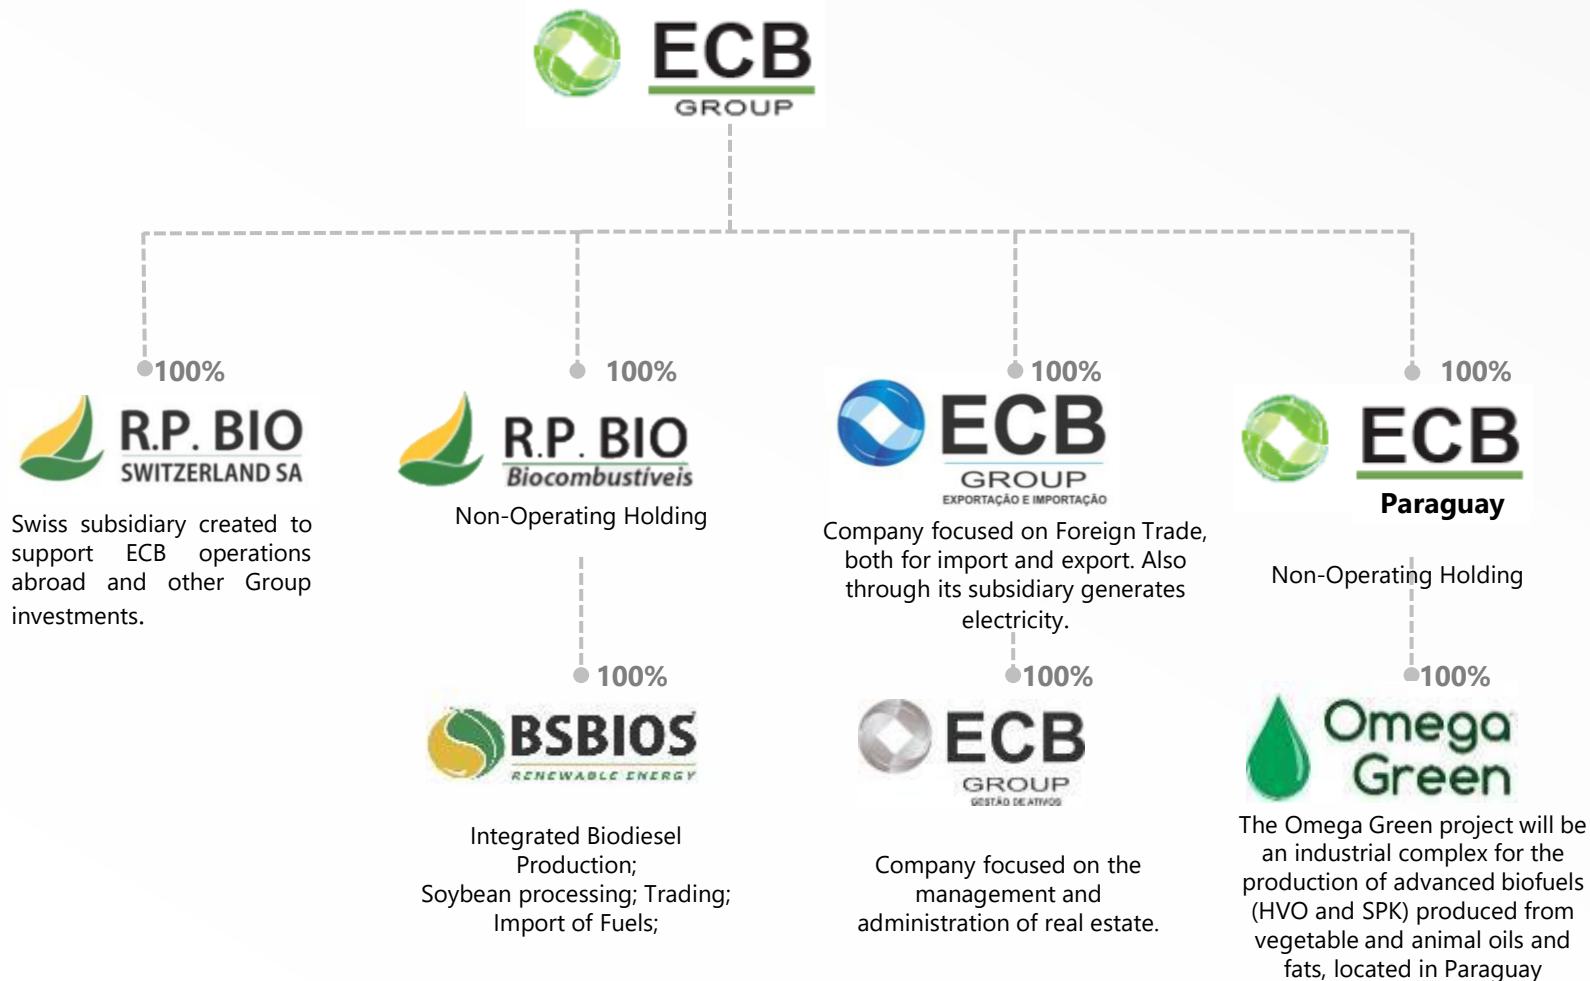 ECB
GROUP
100%
R.P. BIO
SWITZERLAND SA
Swiss subsidiary created to
support ECB operations
abroad and other Group
investments.
100%
R.P. BIO
Biocombustíveis
Non-Operating Holding
100%
BSBIOS
RENEWABLE ENERGY
Integrated Biodiesel
Production;
Soybean processing; Trading;
Import of Fuels;
100%
ECB
GROUP
EXPORTAÇÃO E IMPORTAÇÃO
Company focused on Foreign Trade,
both for import and export. Also
through its subsidiary generates
electricity.
100%
ECB
GROUP
GESTÃO DE ATIVOS
Company focused on the
management and
administration of real estate.
100%
ECB
Paraguay
Non-Operating Holding
100%
Omega
Green
The Omega Green project will be
an industrial complex for the
production of advanced biofuels
(HVO and SPK) produced from
vegetable and animal oils and
fats, located in Paraguay